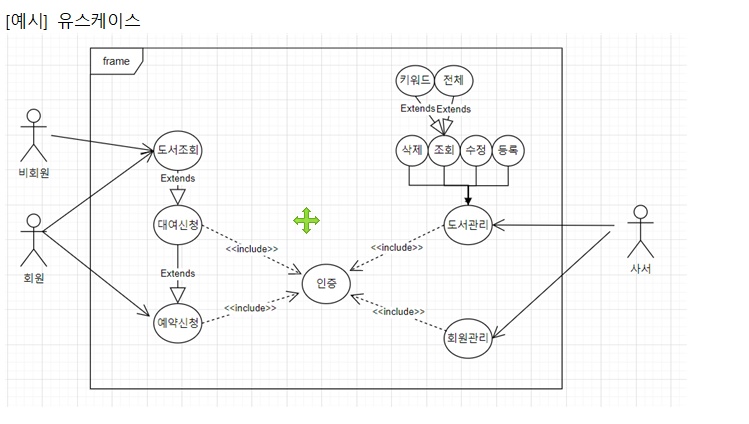 [예시] 유스케이스
frame
키워드 전체
Extends Extends
삭제 조회 수정 등록
비회원
도서조회
Extends
회원
대여신청
도서관리
사서
<<include>> <<include>>
Extends
인증
<<include>> <<include>>
예약신청
회원관리